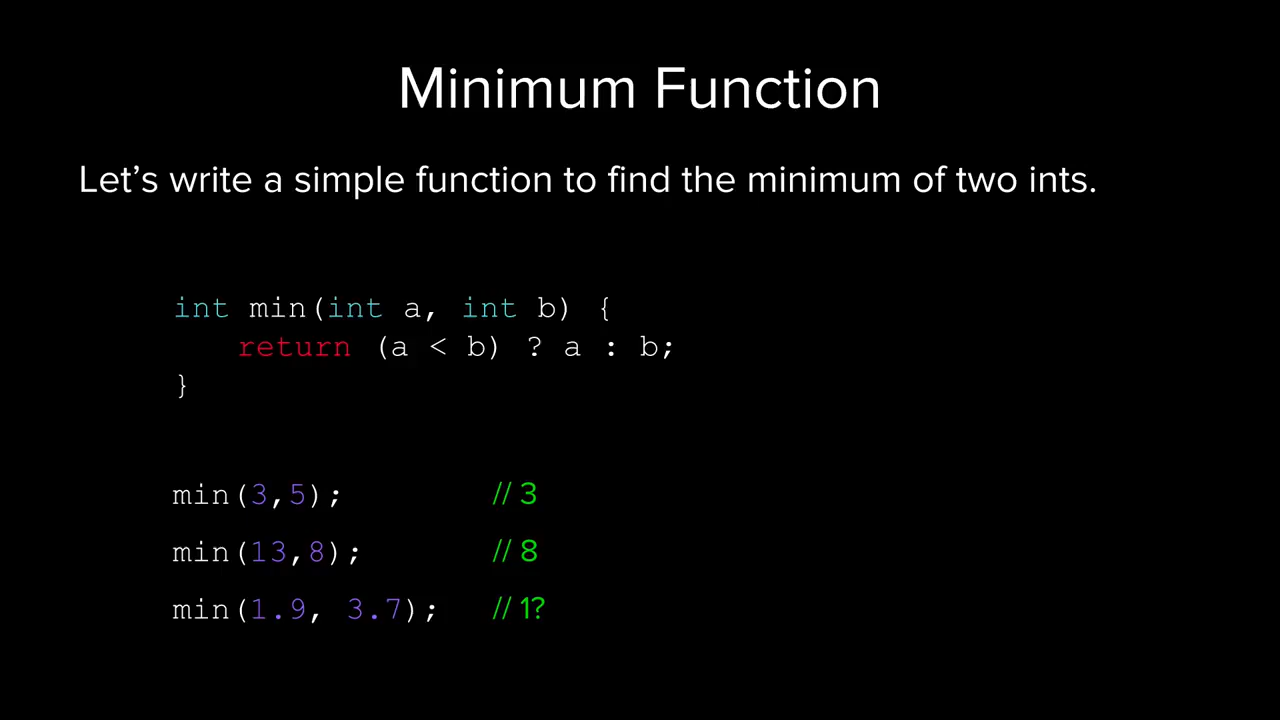 Minimum Function
Let’s write a simple function to find the minimum of two ints.
int min(int a, int b) {
return (a < b) ? a : b;
}
min(3,5); // 3
min(13,8); // 8
min(1.9, 3.7); // 1?